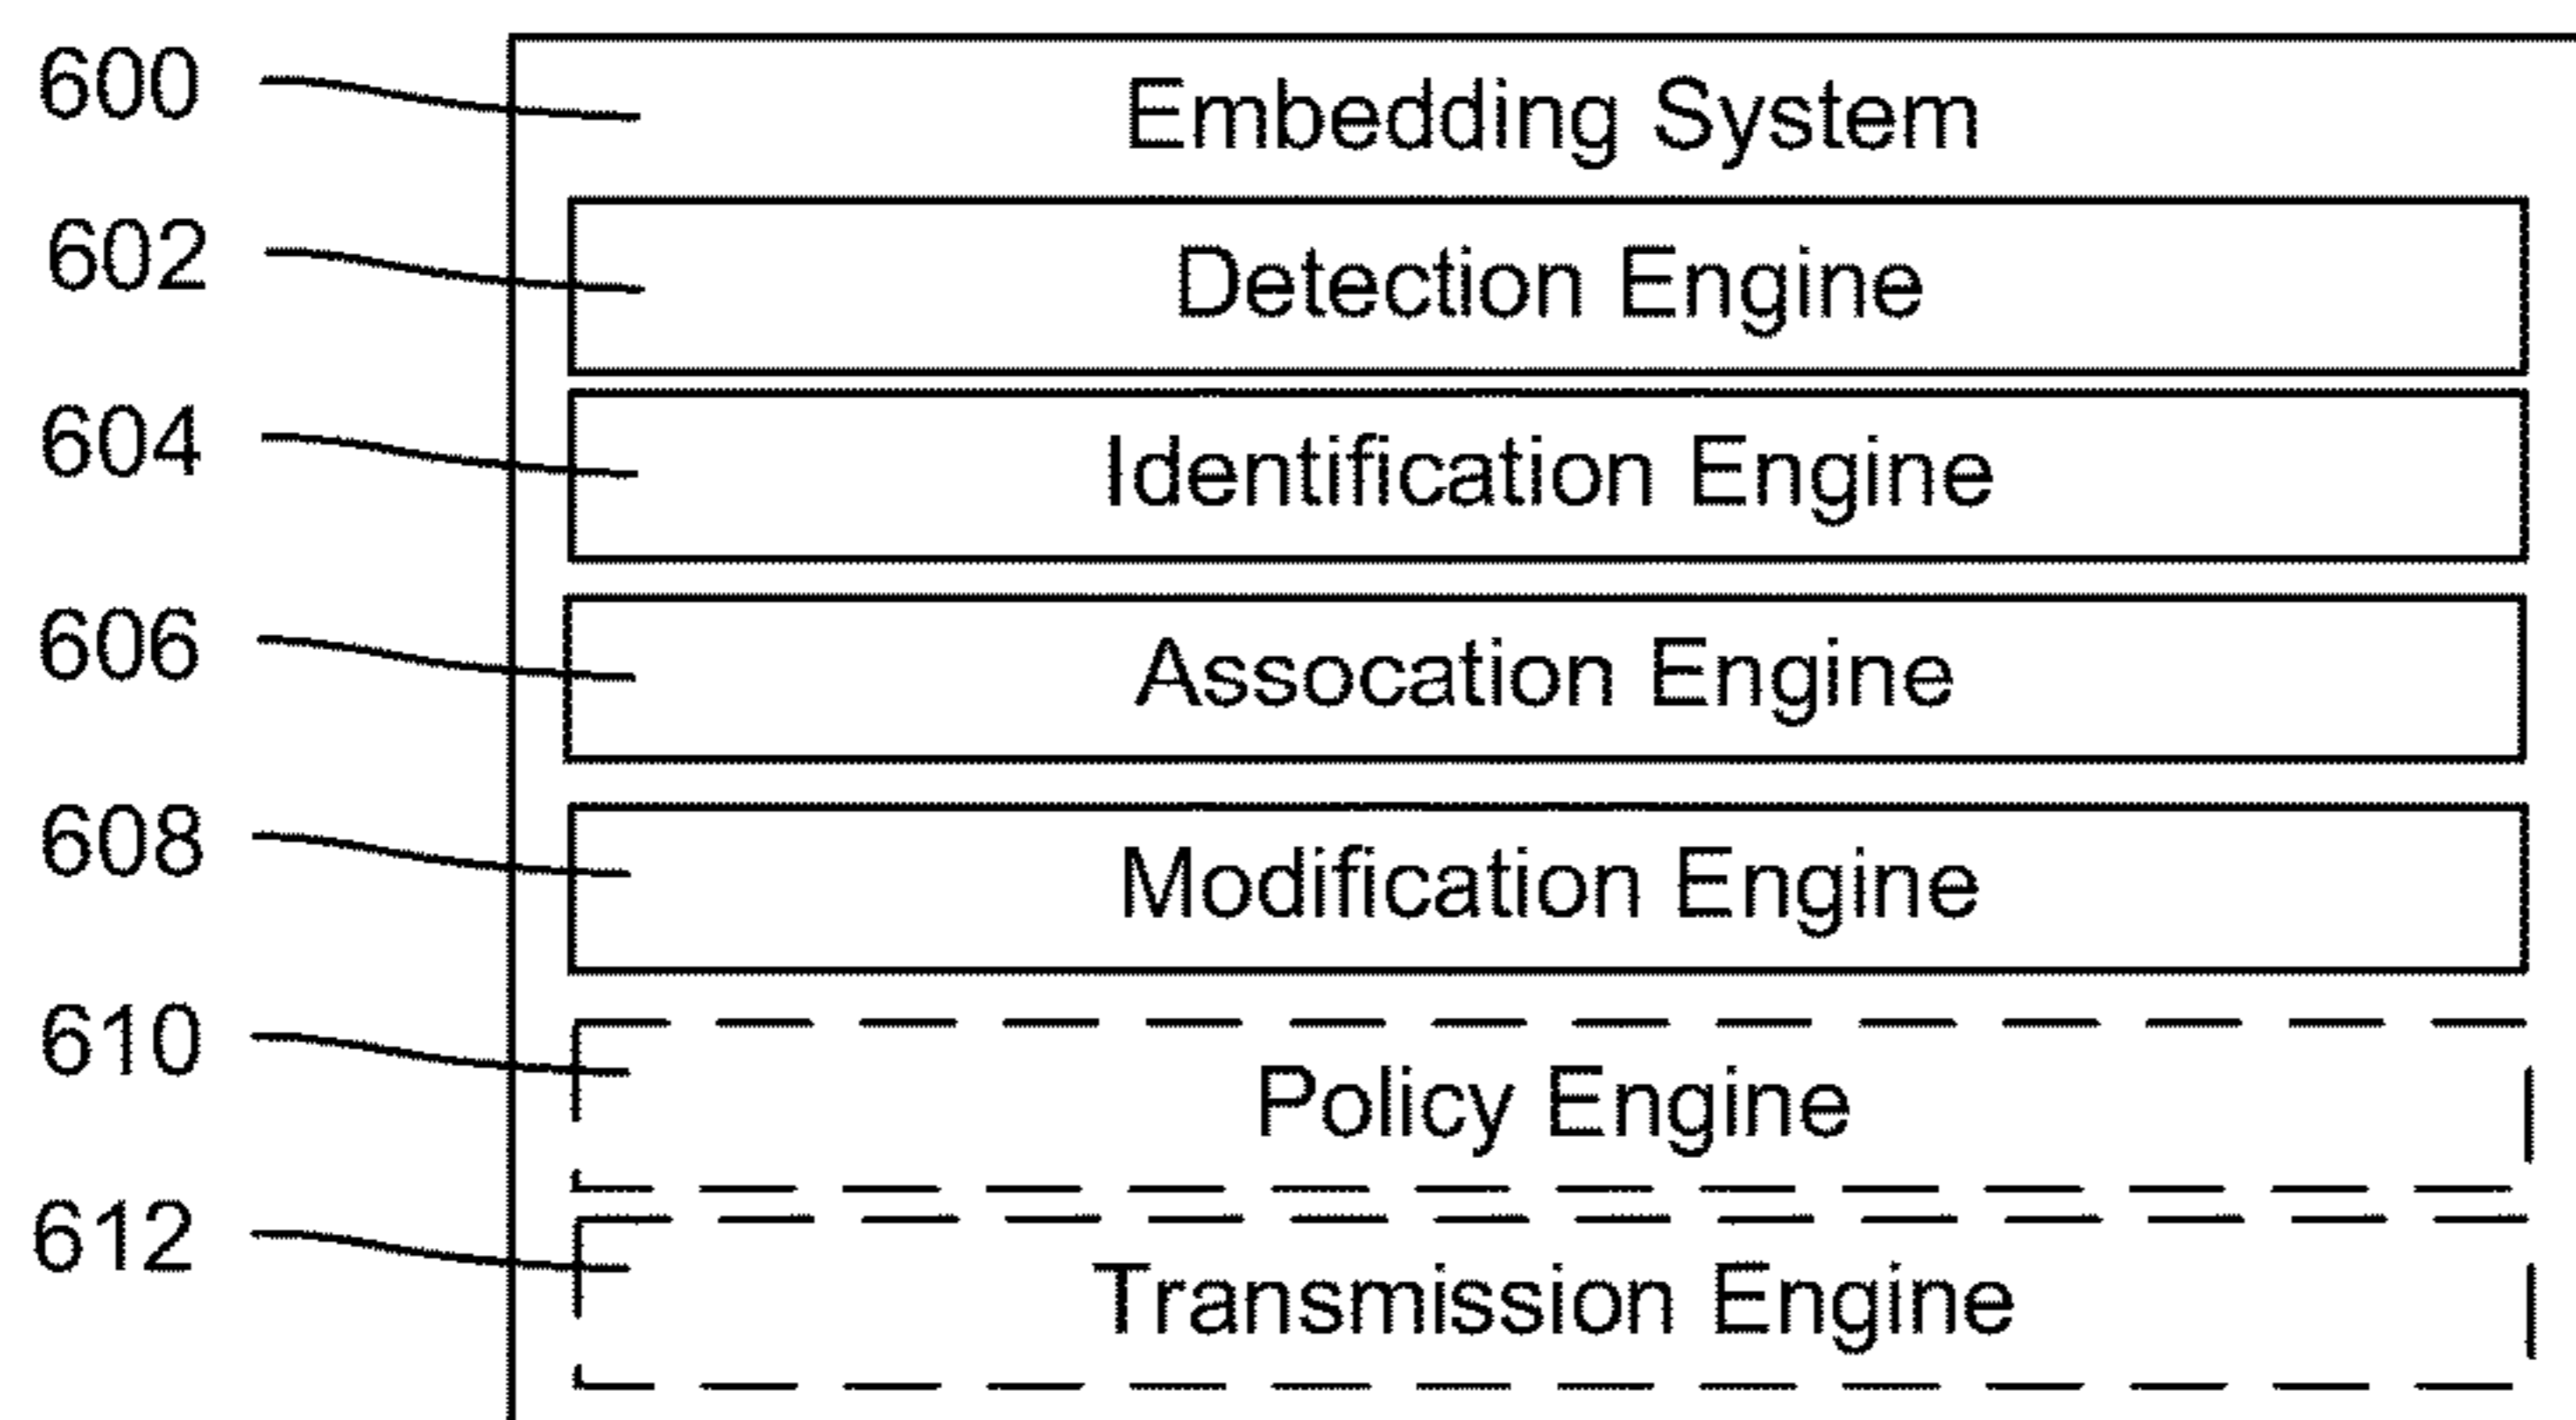 600 Embedding System
602 Detection Engine
604 Identification Engine
606 Assocation Engine
608 Modification Engine
610 Policy Engine
612 Transmission Engine